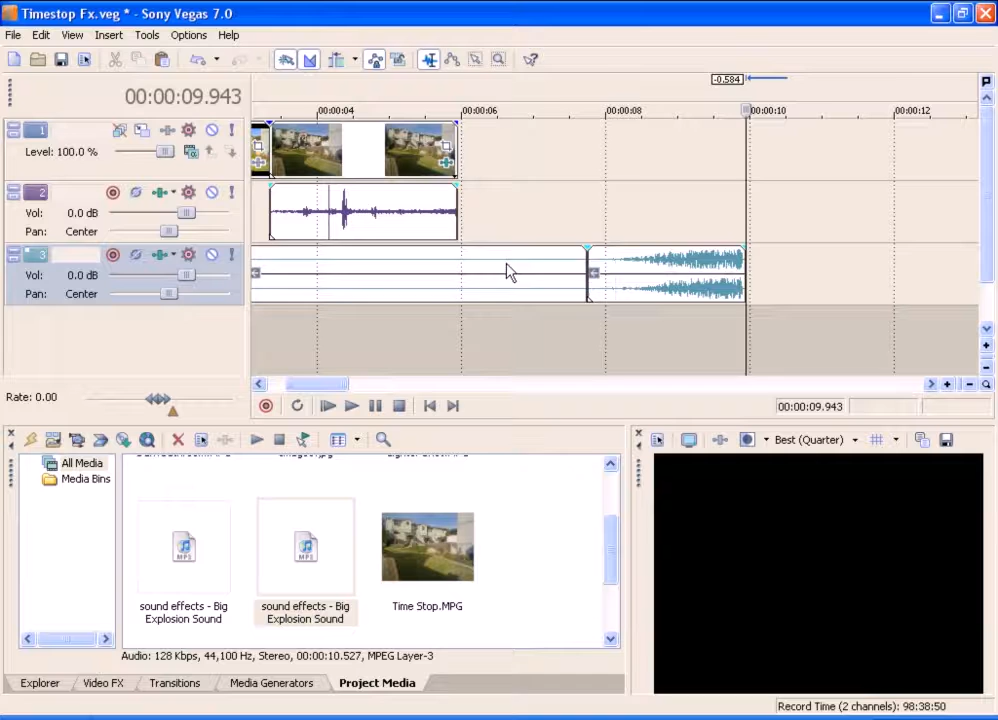 Timestop Fx.veg * - Sony Vegas 7.0
File Edit View Insert Tools Options Help
-0.584
00:00:09.943
00:00:04 00:00:06 00:00:08 00:00:10 00:00:12
1
Level: 100.0 %
2
Vol: 0.0 dB
Pan: Center
3
Vol: 0.0 dB
Pan: Center
Rate: 0.00
00:00:09.943
Best (Quarter)
All Media
Media Bins
MP3
MP3
sound effects - Big Explosion Sound
sound effects - Big Explosion Sound
Time Stop.MPG
Audio: 128 Kbps, 44,100 Hz, Stereo, 00:00:10.527, MPEG Layer-3
Explorer Video FX Transitions Media Generators Project Media
Record Time (2 channels): 98:38:50